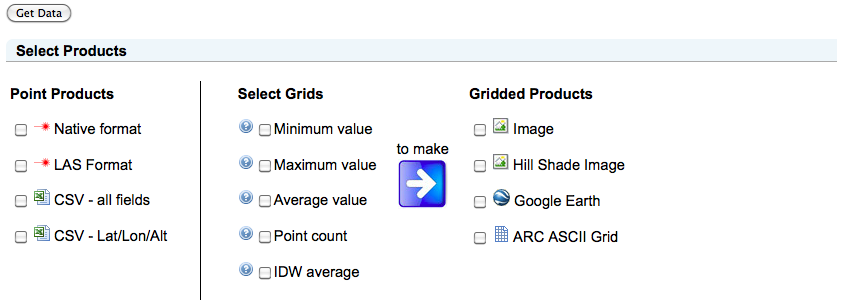 Get Data
Select Products
Point Products
Native format
LAS Format
CSV - all fields
CSV - Lat/Lon/Alt
Select Grids
Minimum value
Maximum value
Average value
Point count
IDW average
to make
Gridded Products
Image
Hill Shade Image
Google Earth
ARC ASCII Grid